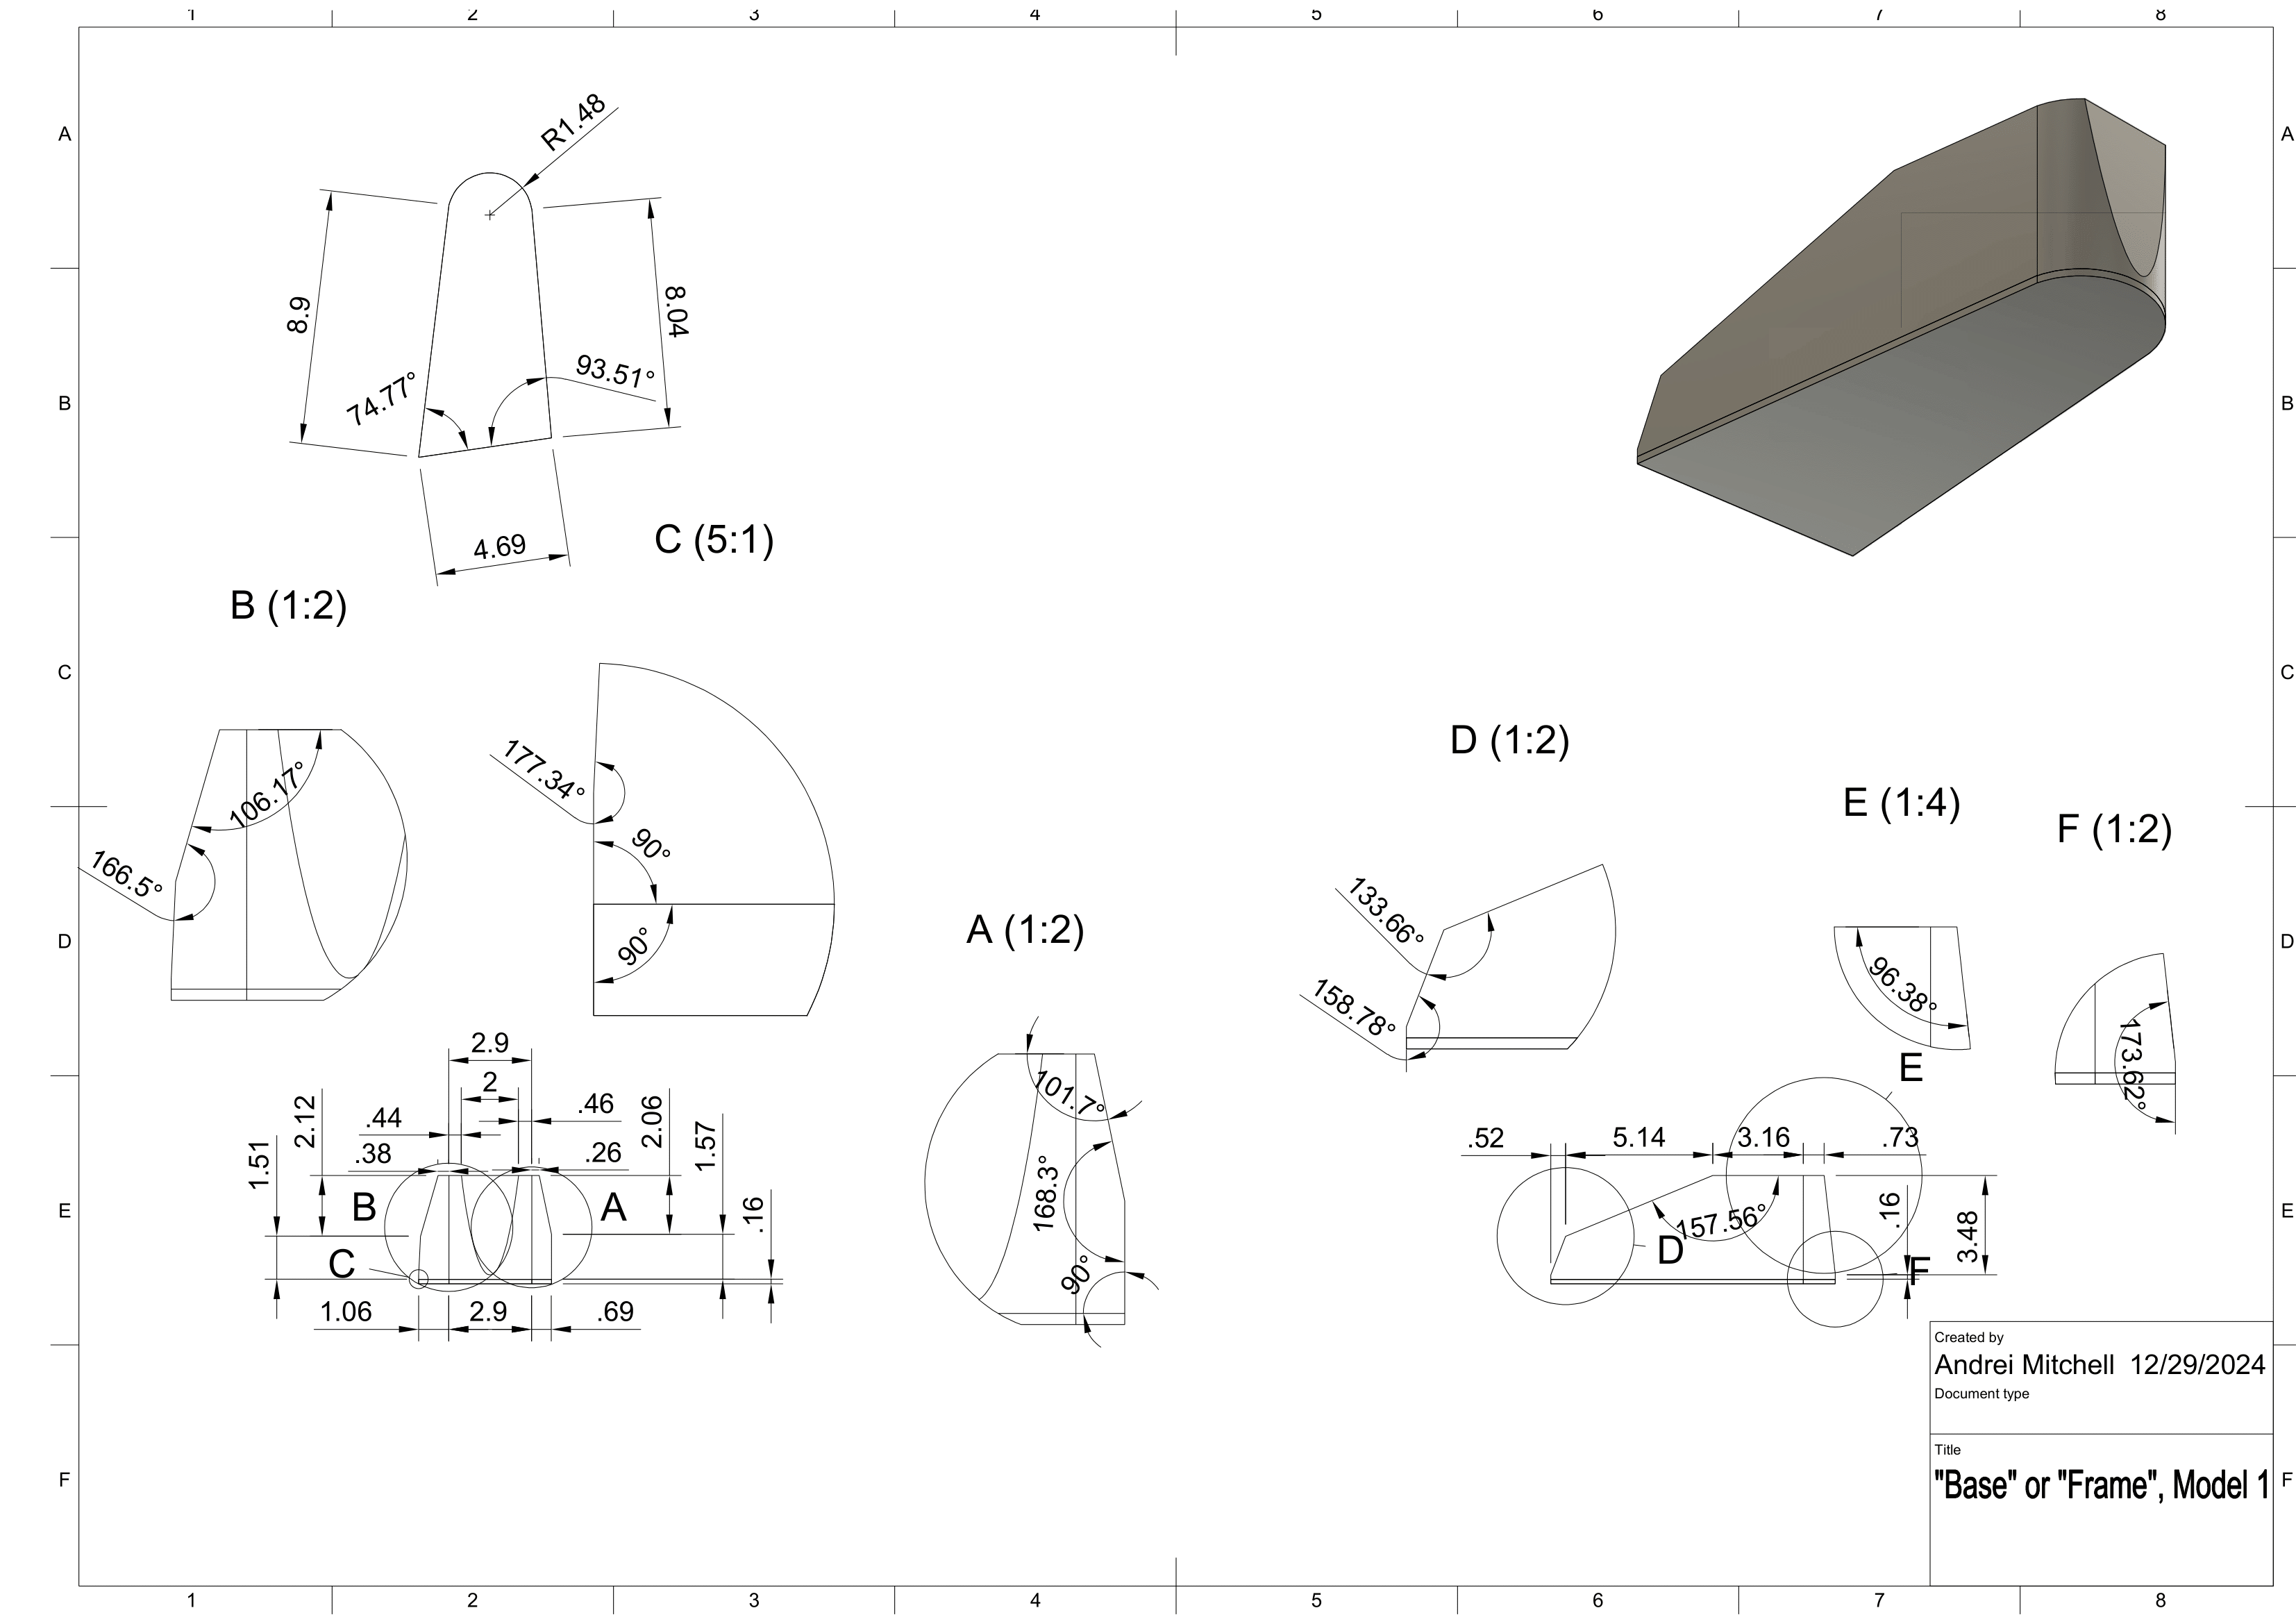 1 2 3 4 5 6 7 8
A A
R1.48
8.9
8.04
74.77°
93.51°
B B
4.69
C (5:1)
B (1:2)
C C
177.34°
90°
90°
106.17°
166.5°
D (1:2)
E (1:4)
F (1:2)
133.66°
158.78°
96.38°
173.62°
A (1:2)
D D
101.7°
168.3°
90°
2.9
2
.44
.46
.38
.26
2.12
1.51
2.06
1.57
.16
B
A
C
1.06
2.9
.69
E
.52
5.14
3.16
.73
157.56°
.16
3.48
D
F
E E
Created by
Andrei Mitchell 12/29/2024
Document type
Title
"Base" or "Frame", Model 1
F F
1 2 3 4 5 6 7 8